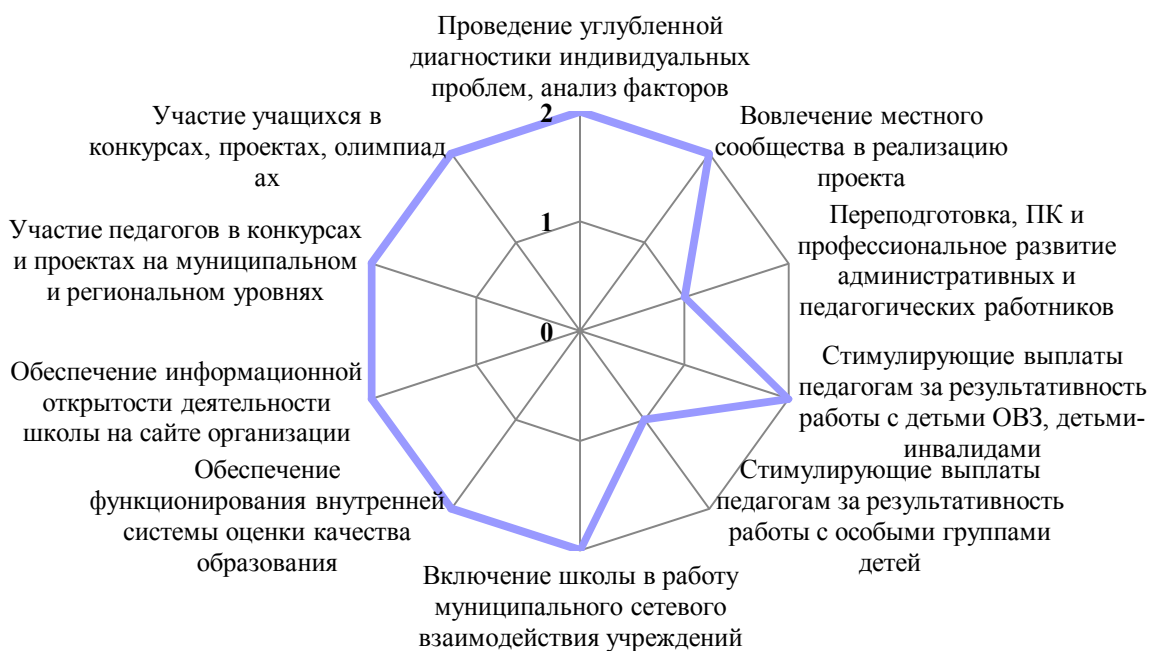 Проведение углубленной
диагностики индивидуальных
проблем, анализ факторов
2
1
0
Вовлечение местного
сообщества в реализацию
проекта
Переподготовка, ПК и
профессиональное развитие
административных и
педагогических работников
Стимулирующие выплаты
педагогам за результативность
работы с детьми ОВЗ, детьми-
инвалидами
Стимулирующие выплаты
педагогам за результативность
работы с особыми группами
детей
Включение школы в работу
муниципального сетевого
взаимодействия учреждений
Обеспечение
функционирования внутренней
системы оценки качества
образования
Обеспечение информационной
открытости деятельности
школы на сайте организации
Участие педагогов в конкурсах
и проектах на муниципальном
и региональном уровнях
Участие учащихся в
конкурсах, проектах, олимпиад
ах